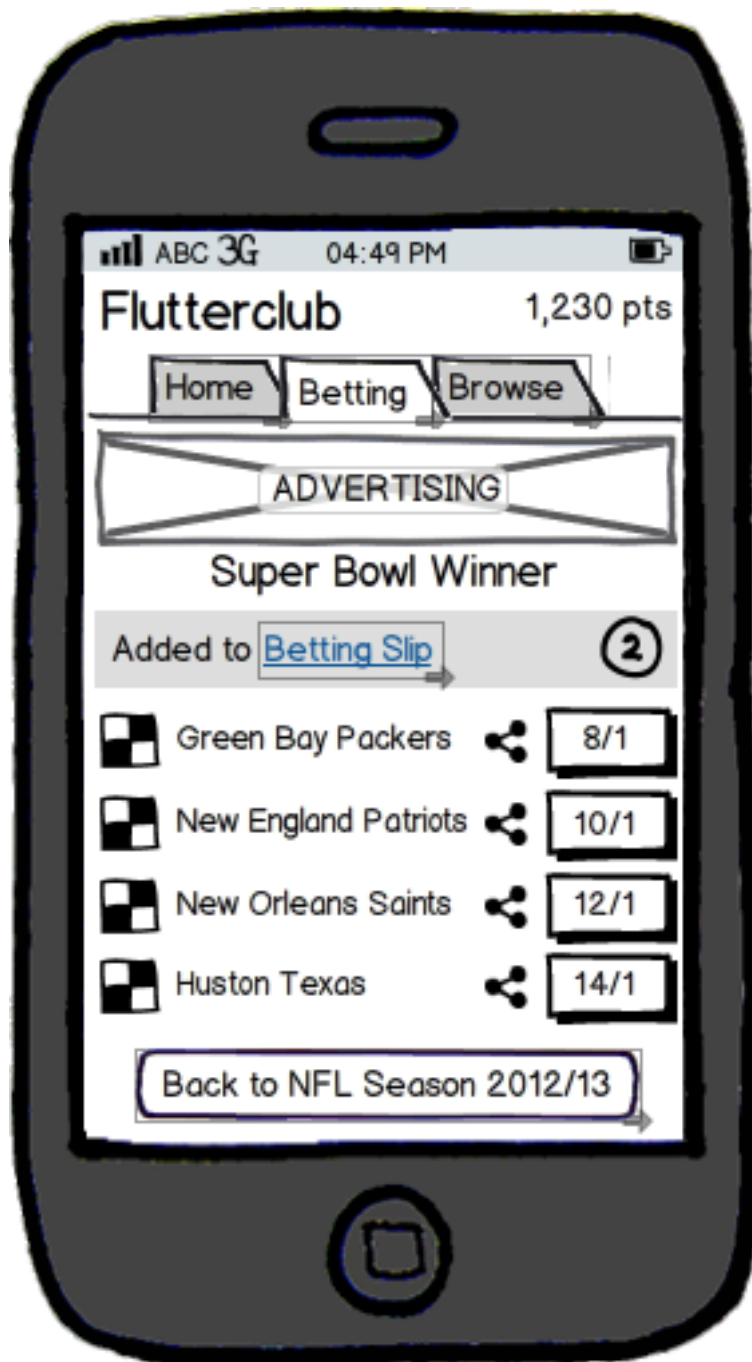 ABC 3G 04:49 PM
Flutterclub 1,230 pts
Home Betting Browse
ADVERTISING
Super Bowl Winner
Added to Betting Slip 2
Green Bay Packers 8/1
New England Patriots 10/1
New Orleans Saints 12/1
Huston Texas 14/1
Back to NFL Season 2012/13